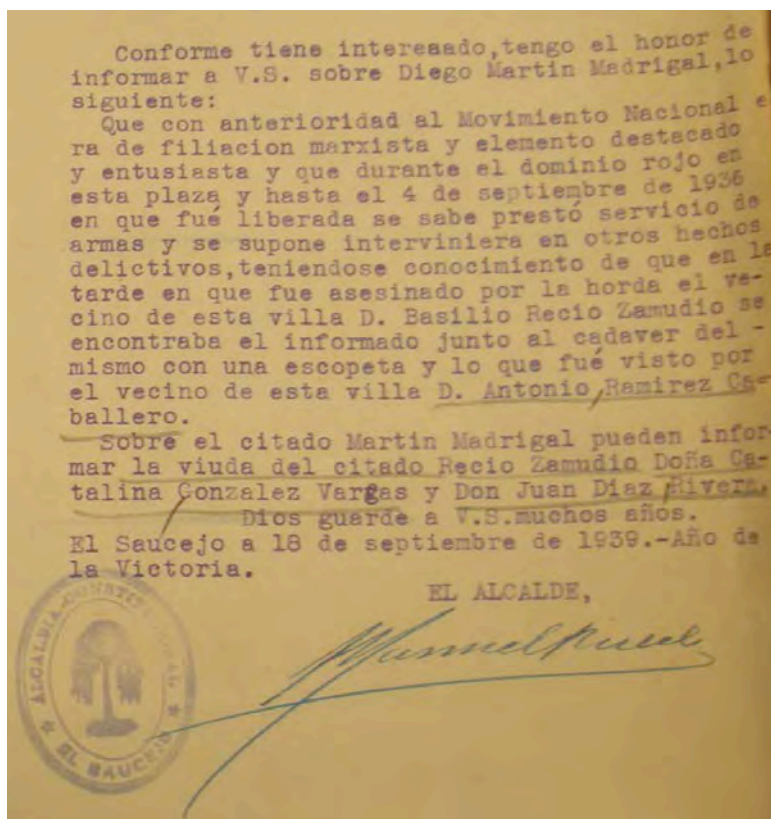 Conforme tiene interesado,tengo el honor de
informar a V.S. sobre Diego Martin Madrigal,lo
siguiente:
Que con anterioridad al Movimiento Nacional e
ra de filiacion marxista y elemento destacado
y entusiasta y que durante el dominio rojo en
esta plaza y hasta el 4 de septiembre de 1936
en que fué liberada se sabe prestó servicio de
armas y se supone interviniera en otros hechos
delictivos,teniendose conocimiento de que en la
tarde en que fue asesinado por la horda el ve-
cino de esta villa D. Basilio Recio Zamudio se
encontraba el informado junto al cadaver del -
mismo con una escopeta y lo que fué visto por
el vecino de esta villa D. Antonio Ramirez Ca-
ballero.
Sobre el citado Martin Madrigal pueden infor-
mar la viuda del citado Recio Zamudio Doña Ca-
talina Gonzalez Vargas y Don Juan Diaz Rivera.
Dios guarde a V.S.muchos años.
El Saucejo a 18 de septiembre de 1939.-Año de
la Victoria.
EL ALCALDE,
Manuel
ALCALDIA-CONSTITUCIONAL
* EL SAUCEJO *